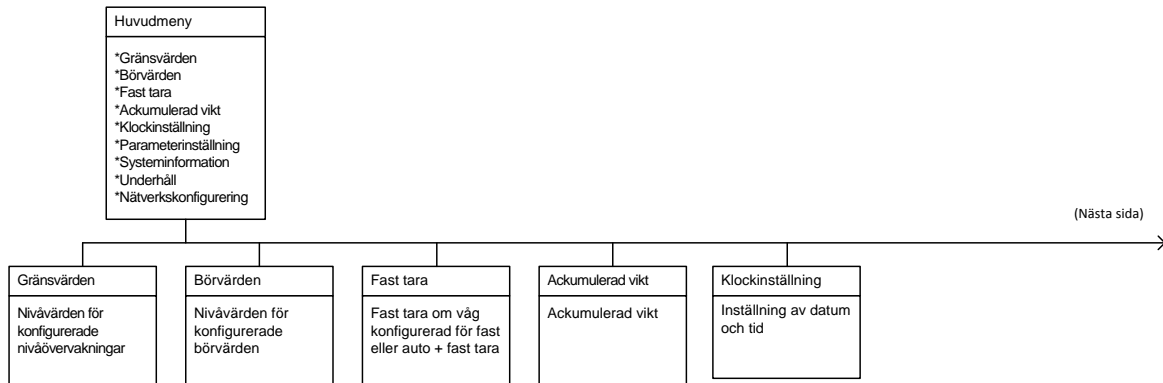 Huvudmeny
*Gränsvärden
*Börvärden
*Fast tara
*Ackumulerad vikt
*Klockinställning
*Parameterinställning
*Systeminformation
*Underhåll
*Nätverkskonfigurering
(Nästa sida)
Gränsvärden
Nivåvärden för
konfigurerade
nivåövervakningar
Börvärden
Nivåvärden för
konfigurerade
börvärden
Fast tara
Fast tara om våg
konfigurerad för fast
eller auto + fast tara
Ackumulerad vikt
Ackumulerad vikt
Klockinställning
Inställning av datum
och tid